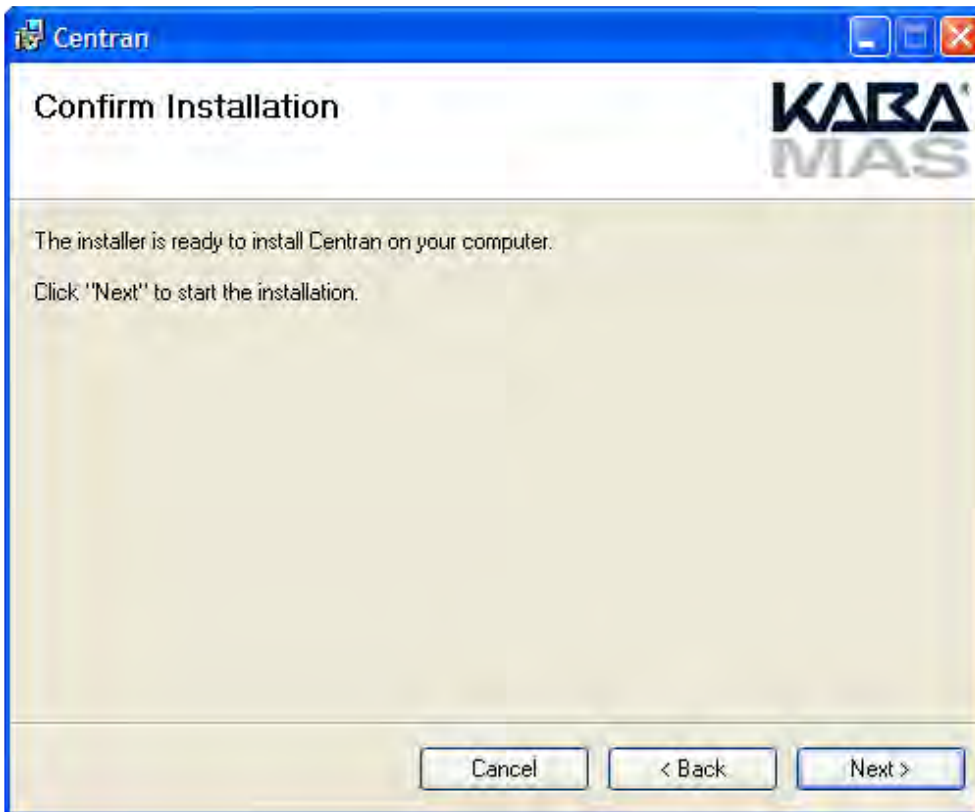 Centran
Confirm Installation
KABA®
MAS
The installer is ready to install Centran on your computer.
Click "Next" to start the installation.
Cancel
< Back
Next >